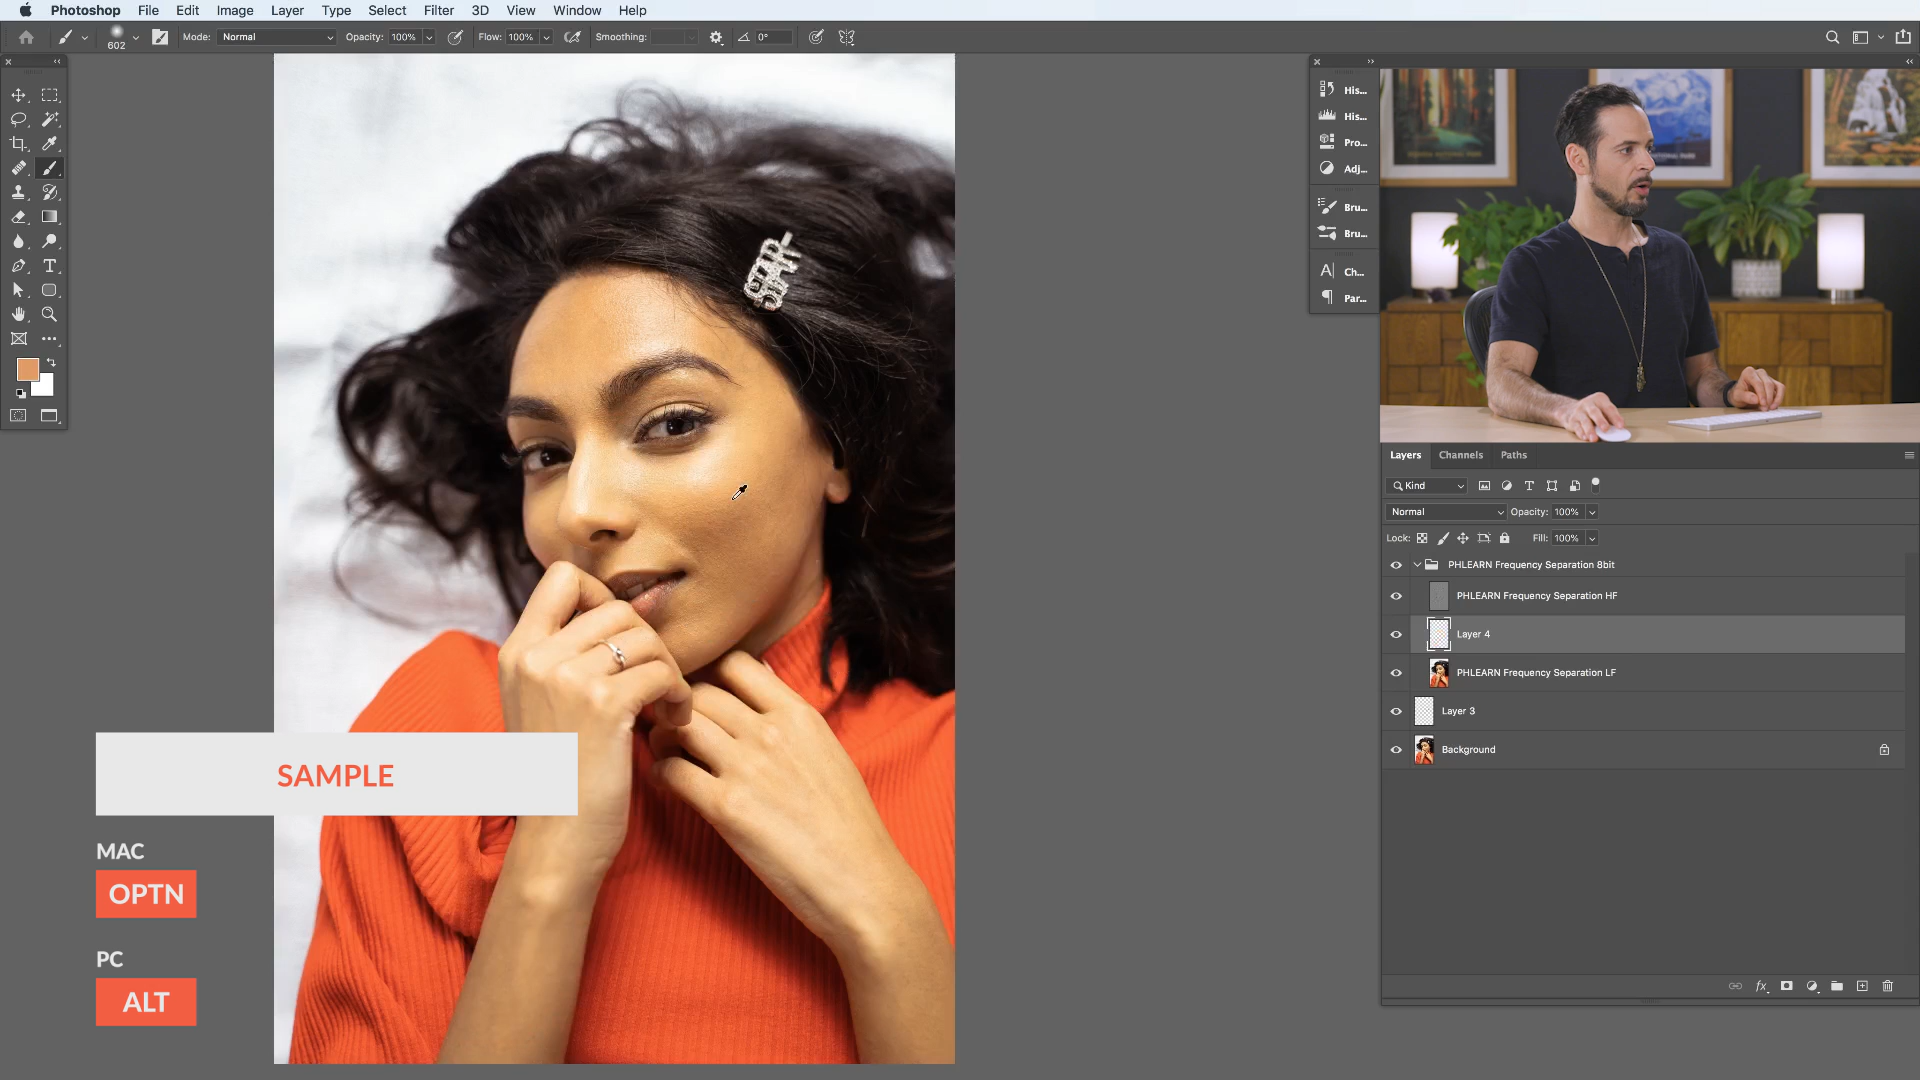 Photoshop File Edit Image Layer Type Select Filter 3D View Window Help
602 Mode: Normal Opacity: 100% Flow: 100% Smoothing: 0°
His...
His...
Pro...
Adj...
Bru...
Bru...
Ch...
Par...
STAR
SAMPLE
MAC
OPTN
PC
ALT
Layers Channels Paths
Kind
Normal Opacity: 100%
Lock: Fill: 100%
PHLEARN Frequency Separation 8bit
PHLEARN Frequency Separation HF
Layer 4
PHLEARN Frequency Separation LF
Layer 3
Background
fx